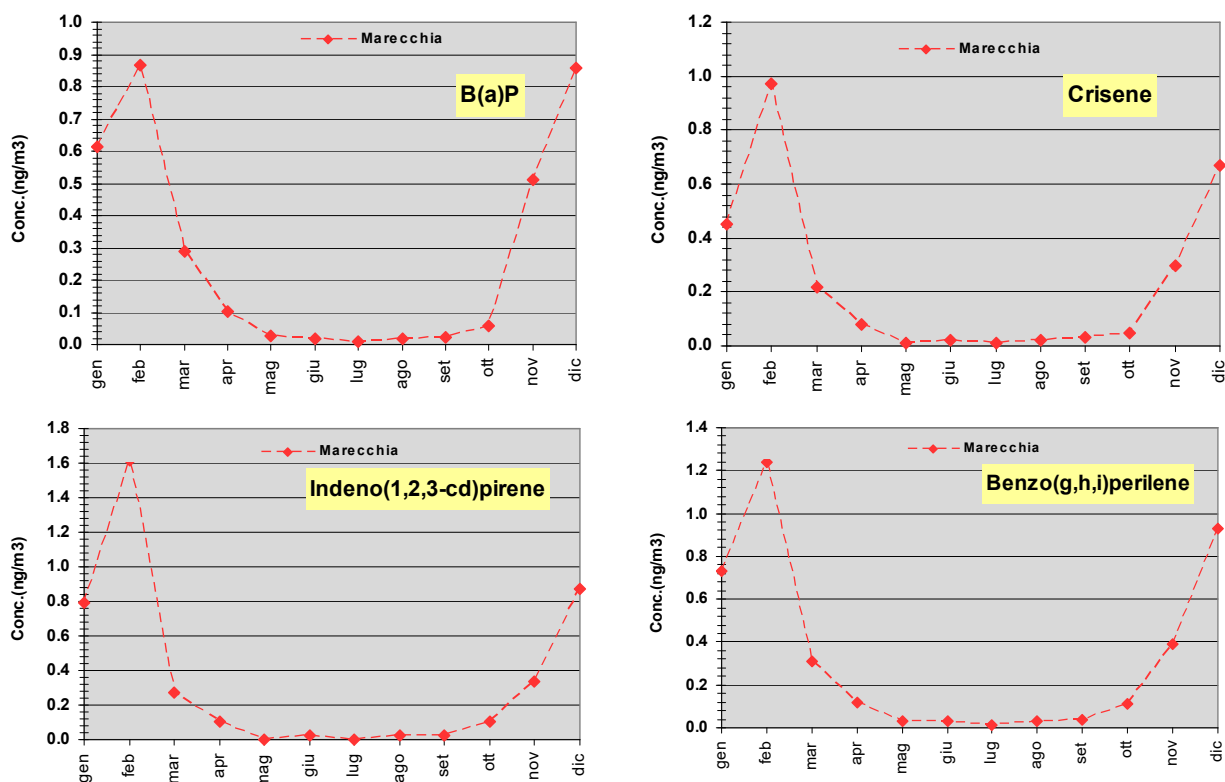 1.0
0.9
0.8
0.7
0.6
0.5
0.4
0.3
0.2
0.1
0.0
Conc.(ng/m3)
Marecchia
B(a)P
gen feb mar apr mag giu lug ago set ott nov dic
1.2
1.0
0.8
0.6
0.4
0.2
0.0
Conc.(ng/m3)
Marecchia
Crisene
gen feb mar apr mag giu lug ago set ott nov dic
1.8
1.6
1.4
1.2
1.0
0.8
0.6
0.4
0.2
0.0
Conc.(ng/m3)
Marecchia
Indeno(1,2,3-cd)pirene
gen feb mar apr mag giu lug ago set ott nov dic
1.4
1.2
1.0
0.8
0.6
0.4
0.2
0.0
Conc.(ng/m3)
Marecchia
Benzo(g,h,i)perilene
gen feb mar apr mag giu lug ago set ott nov dic